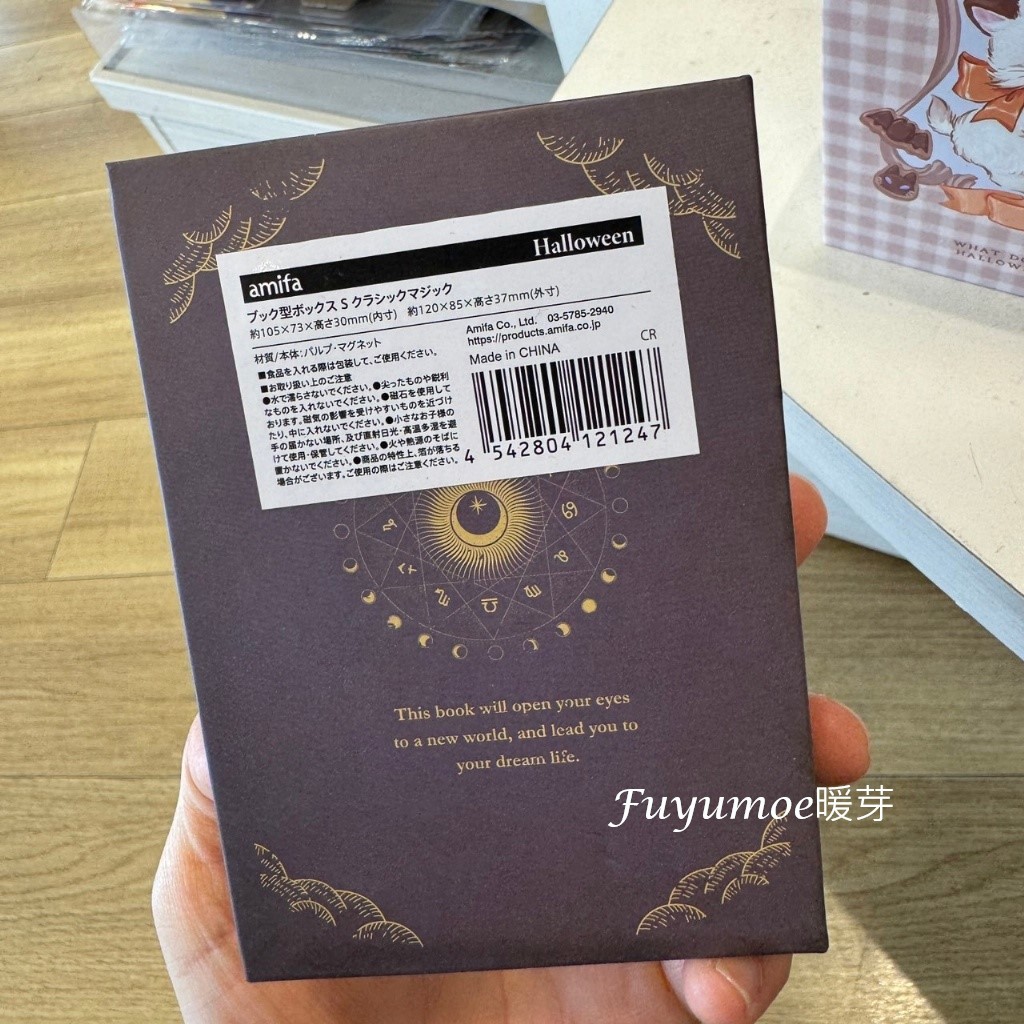 amifa Halloween
ブック型ボックス S クラシックマジック
約105×73×高さ30mm(内寸) 約120×85×高さ37mm(外寸)
材質/本体:パルプ・マグネット
■食品を入れる際は包装して、ご使用ください。
■お取り扱い上のご注意
●水で濡らさないでください。●尖ったものや鋭利
なものを入れないでください。●磁石を使用して
おります。磁気の影響を受けやすいものを近づけ
たり、中に入れないでください。●小さなお子様の
手の届かない場所、及び直射日光・高温多湿を避
けて使用・保管してください。●火や熱源のそばに
置かないでください。●商品の特性上、箔が落ちる
場合がございます。ご使用の際はご注意ください。
Amifa Co., Ltd. 03-5785-2940
https://products.amifa.co.jp
Made in CHINA CR
4 542804 121247
This book will open your eyes
to a new world, and lead you to
your dream life.
Fuyumoe暖芽
WHAT DO
HALLOW